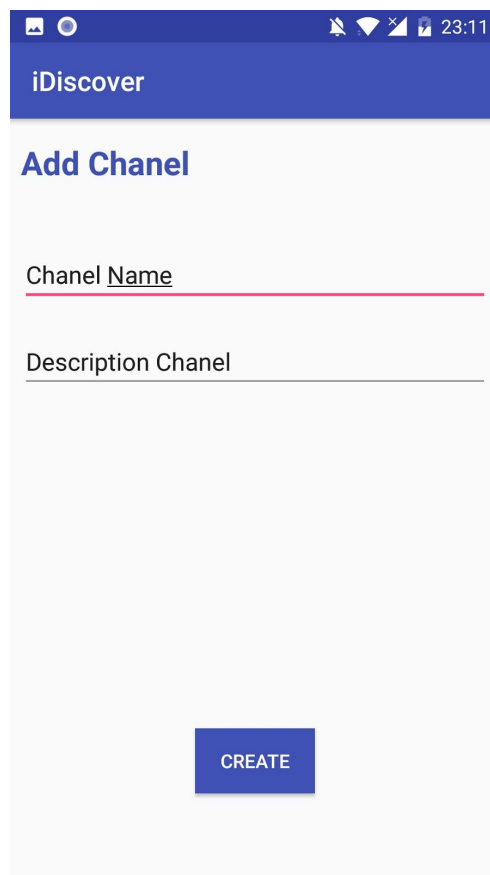 23:11
iDiscover
Add Chanel
Chanel Name
Description Chanel
CREATE